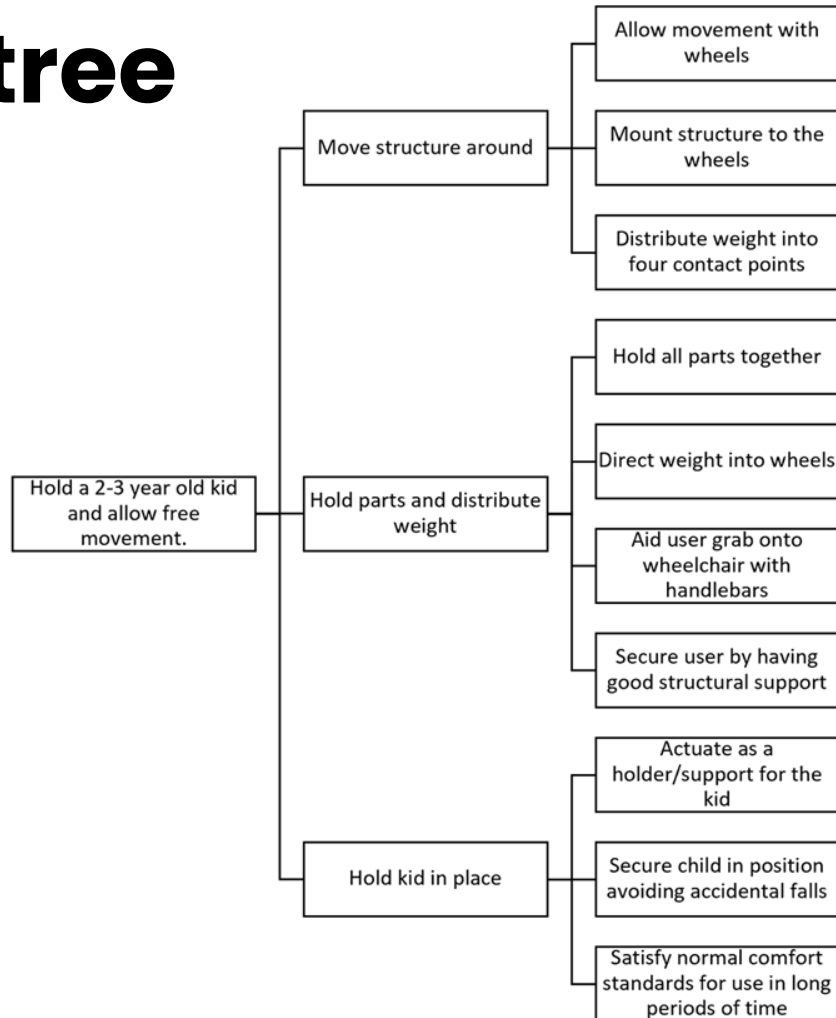 tree
Allow movement with
wheels
Move structure around
Mount structure to the
wheels
Distribute weight into
four contact points
Hold all parts together
Direct weight into wheels
Hold a 2-3 year old kid
and allow free
movement.
Hold parts and distribute
weight
Aid user grab onto
wheelchair with
handlebars
Secure user by having
good structural support
Actuate as a
holder/support for the
kid
Hold kid in place
Secure child in position
avoiding accidental falls
Satisfy normal comfort
standards for use in long
periods of time